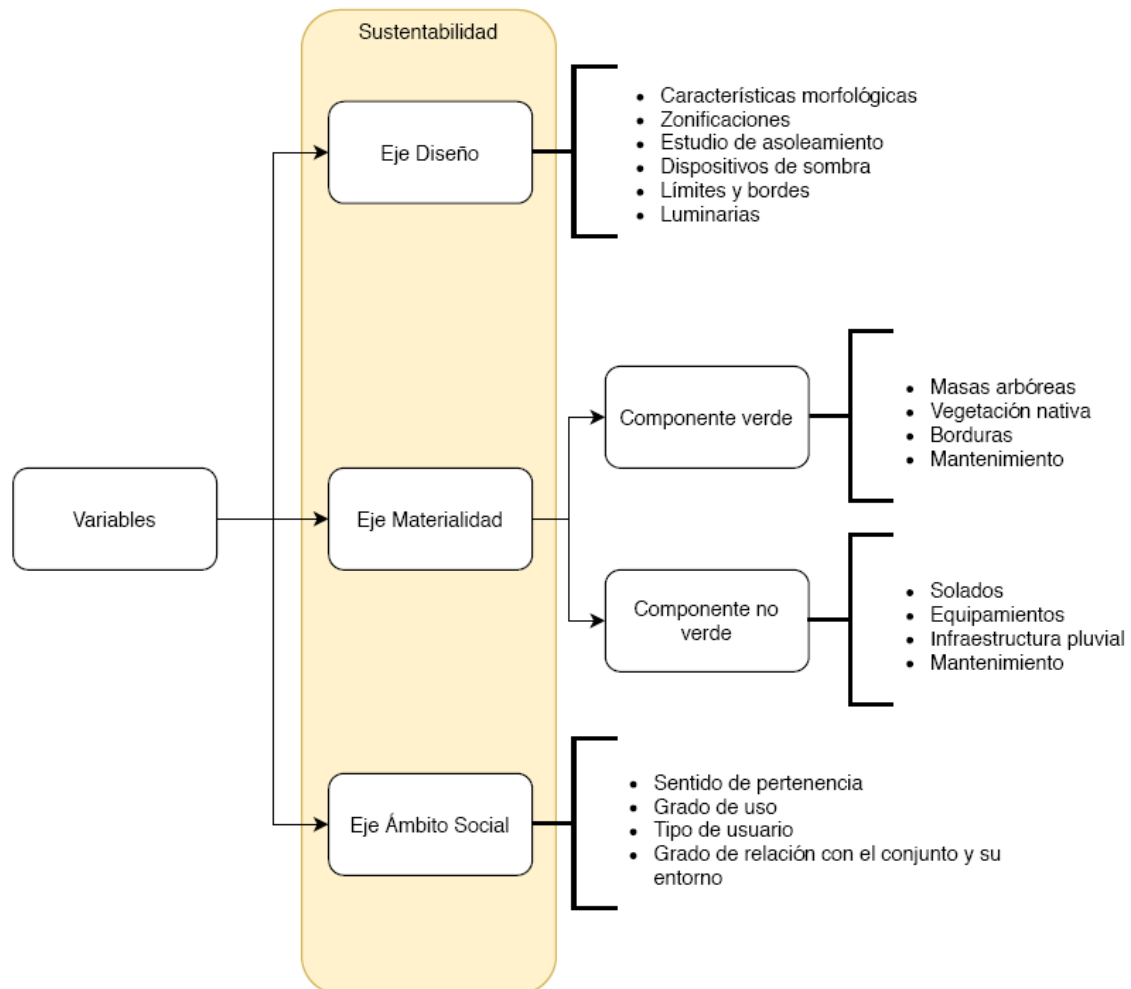 Sustentabilidad
Eje Diseño
• Características morfológicas
• Zonificaciones
• Estudio de asoleamiento
• Dispositivos de sombra
• Límites y bordes
• Luminarias
Variables
Eje Materialidad
Componente verde
• Masas arbóreas
• Vegetación nativa
• Borduras
• Mantenimiento
Componente no
verde
• Solados
• Equipamientos
• Infraestructura pluvial
• Mantenimiento
Eje Ámbito Social
• Sentido de pertenencia
• Grado de uso
• Tipo de usuario
• Grado de relación con el conjunto y su
entorno